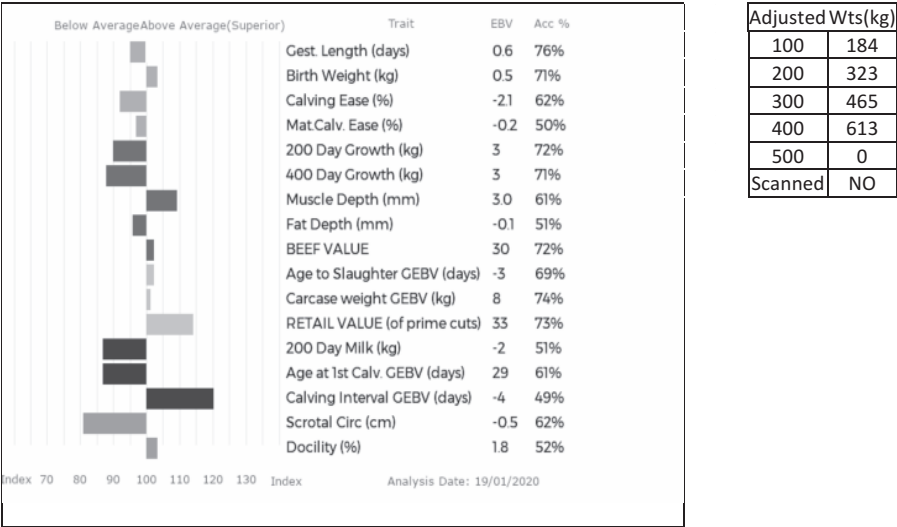 Below AverageAbove Average(Superior) Trait EBV Acc %
Gest. Length (days) 0.6 76%
Birth Weight (kg) 0.5 71%
Calving Ease (%) -2.1 62%
Mat.Calv. Ease (%) -0.2 50%
200 Day Growth (kg) 3 72%
400 Day Growth (kg) 3 71%
Muscle Depth (mm) 3.0 61%
Fat Depth (mm) -0.1 51%
BEEF VALUE 30 72%
Age to Slaughter GEBV (days) -3 69%
Carcase weight GEBV (kg) 8 74%
RETAIL VALUE (of prime cuts) 33 73%
200 Day Milk (kg) -2 51%
Age at 1st Calv. GEBV (days) 29 61%
Calving Interval GEBV (days) -4 49%
Scrotal Circ (cm) -0.5 62%
Docility (%) 1.8 52%
Index 70 80 90 100 110 120 130 Index Analysis Date: 19/01/2020
Adjusted Wts(kg)
100 184
200 323
300 465
400 613
500 0
Scanned NO